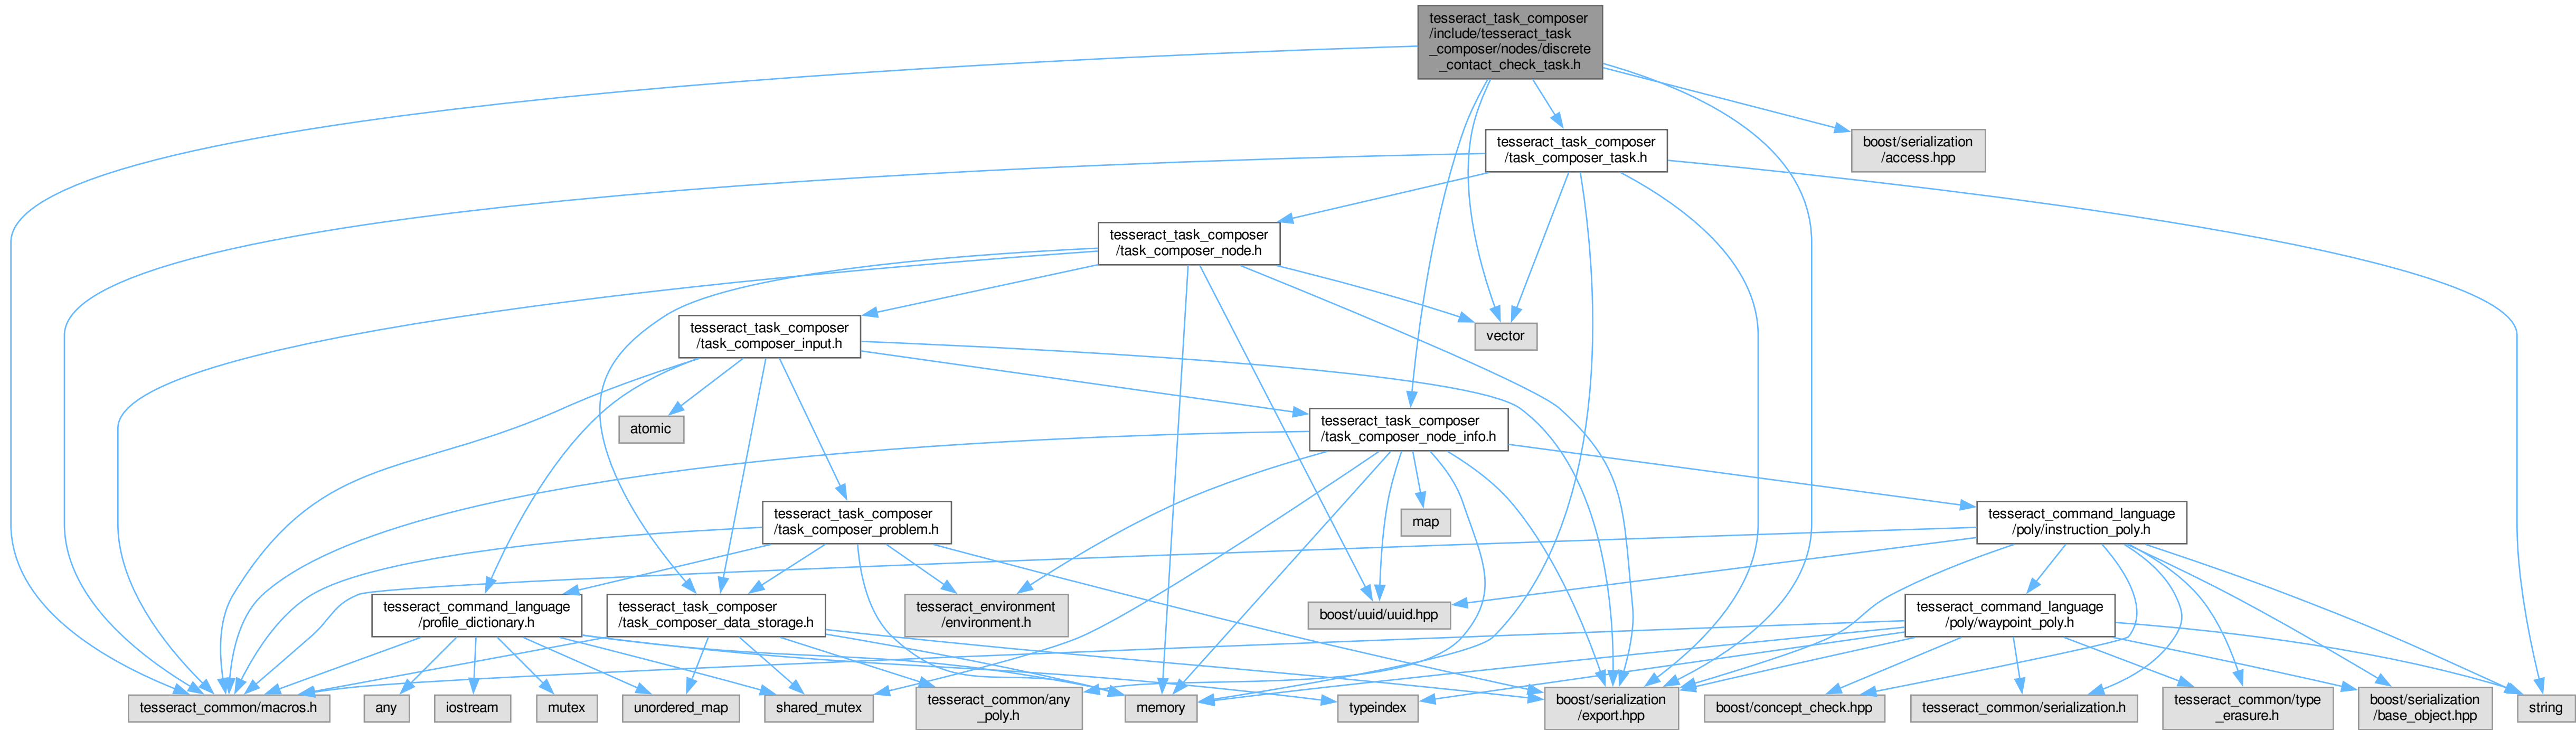 tesseract_task_composer
/include/tesseract_task
_composer/nodes/discrete
_contact_check_task.h
tesseract_task_composer
/task_composer_task.h
boost/serialization
/access.hpp
tesseract_task_composer
/task_composer_node.h
tesseract_task_composer
/task_composer_input.h
vector
atomic
tesseract_task_composer
/task_composer_node_info.h
tesseract_task_composer
/task_composer_problem.h
map
tesseract_command_language
/poly/instruction_poly.h
tesseract_command_language
/profile_dictionary.h
tesseract_task_composer
/task_composer_data_storage.h
tesseract_environment
/environment.h
boost/uuid/uuid.hpp
tesseract_command_language
/poly/waypoint_poly.h
tesseract_common/macros.h
any
iostream
mutex
unordered_map
shared_mutex
tesseract_common/any
_poly.h
memory
typeindex
boost/serialization
/export.hpp
boost/concept_check.hpp
tesseract_common/serialization.h
tesseract_common/type
_erasure.h
boost/serialization
/base_object.hpp
string